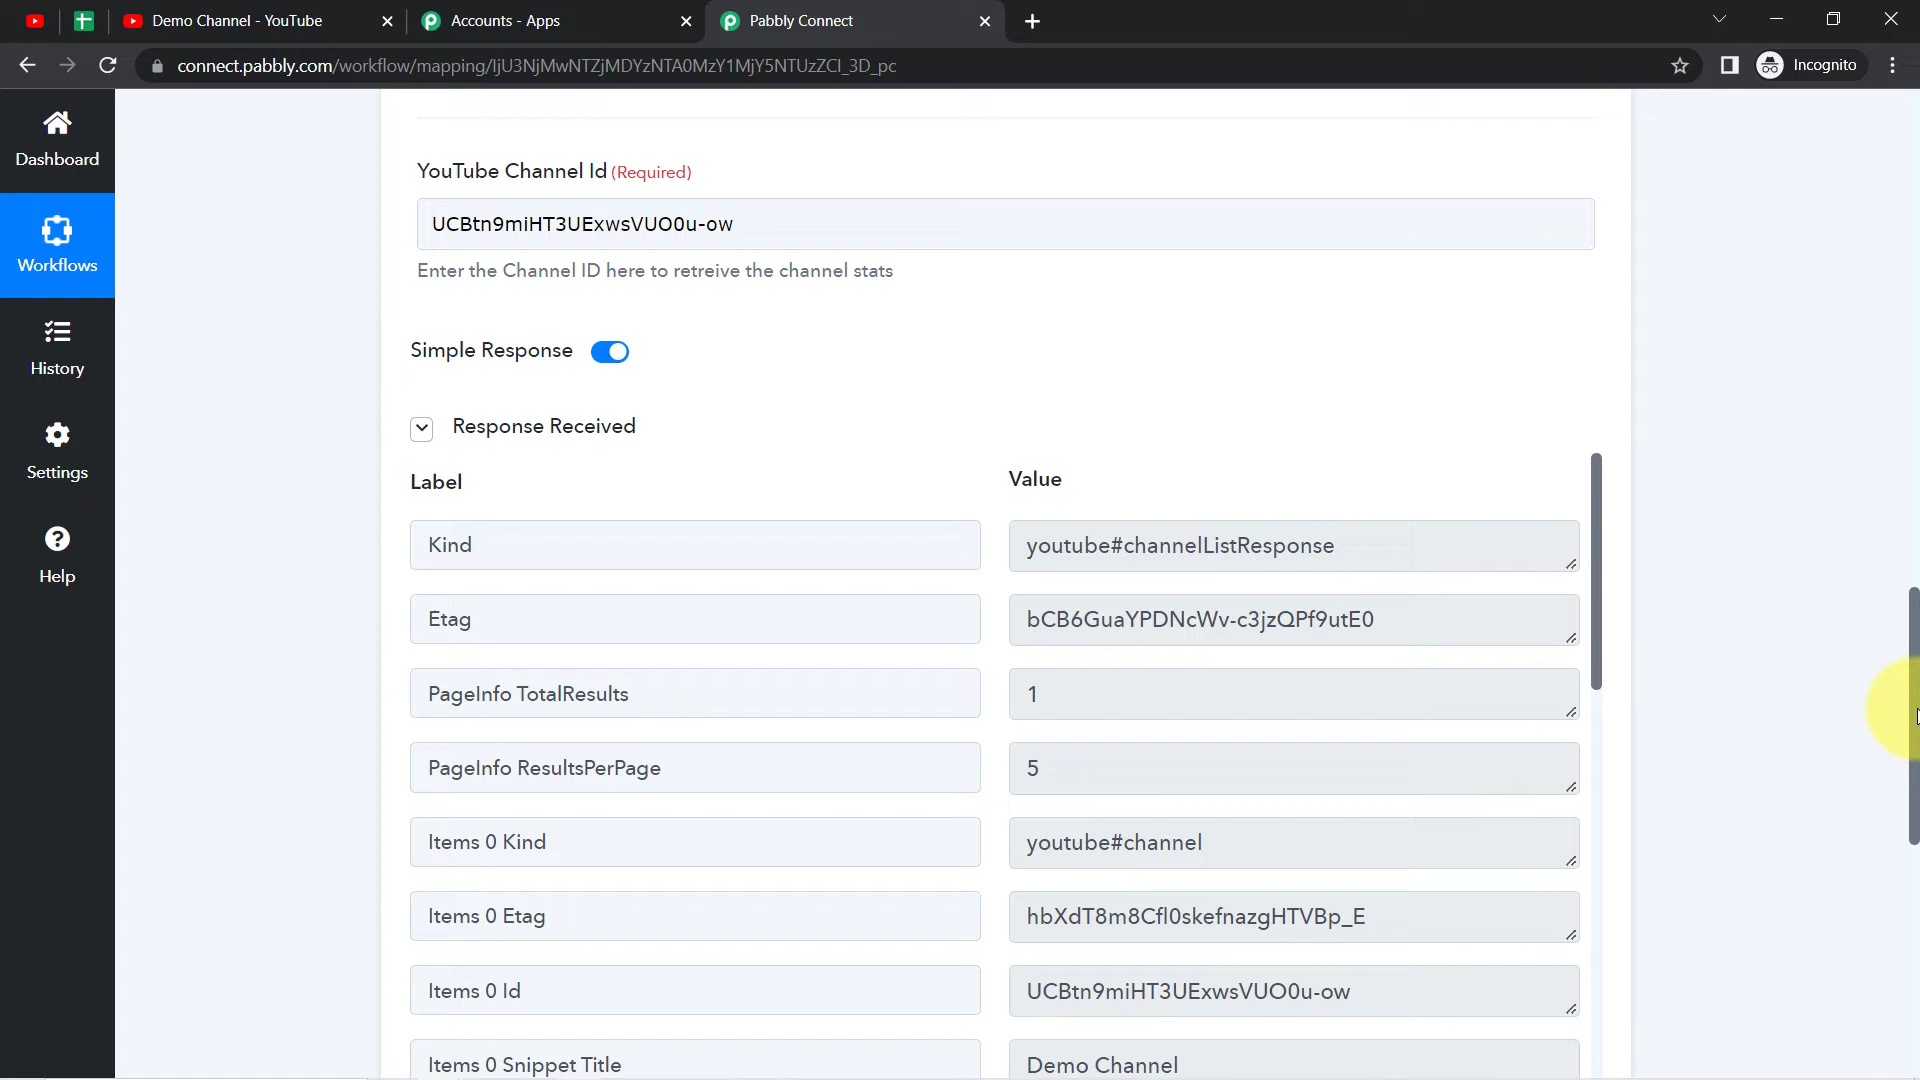 Demo Channel - YouTube
Accounts - Apps
Pabbly Connect
connect.pabbly.com/workflow/mapping/IjU3NjMwNTZjMDYzNTA0MzY1MjY5NTUzZCI_3D_pc
Incognito
Dashboard
Workflows
History
Settings
Help
YouTube Channel Id (Required)
UCBtn9miHT3UExwsVUO0u-ow
Enter the Channel ID here to retreive the channel stats
Simple Response
Response Received
Label Value
Kind youtube#channelListResponse
Etag bCB6GuaYPDNcWv-c3jzQPf9utE0
PageInfo TotalResults 1
PageInfo ResultsPerPage 5
Items 0 Kind youtube#channel
Items 0 Etag hbXdT8m8Cfl0skefnazgHTVBp_E
Items 0 Id UCBtn9miHT3UExwsVUO0u-ow
Items 0 Snippet Title Demo Channel